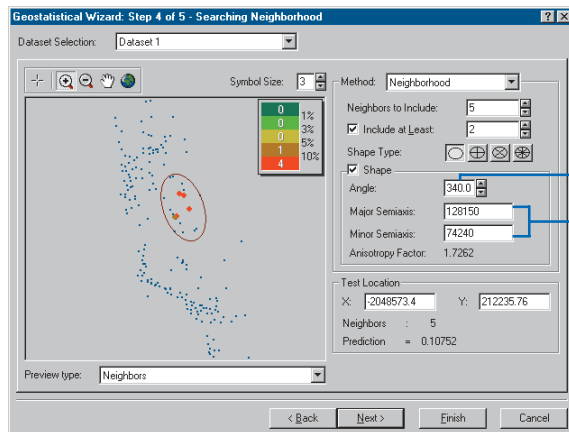 Geostatistical Wizard: Step 4 of 5 - Searching Neighborhood
Dataset Selection: Dataset 1
Symbol Size: 3
0
0
0
1
4
1%
3%
5%
10%
Preview type: Neighbors
Method: Neighborhood
Neighbors to Include: 5
Include at Least: 2
Shape Type:
Shape
Angle: 340.0
Major Semiaxis: 128150
Minor Semiaxis: 74240
Anisotropy Factor: 1.7262
Test Location
X: -2048573.4 Y: 212235.76
Neighbors : 5
Prediction = 0.10752
< Back Next > Finish Cancel